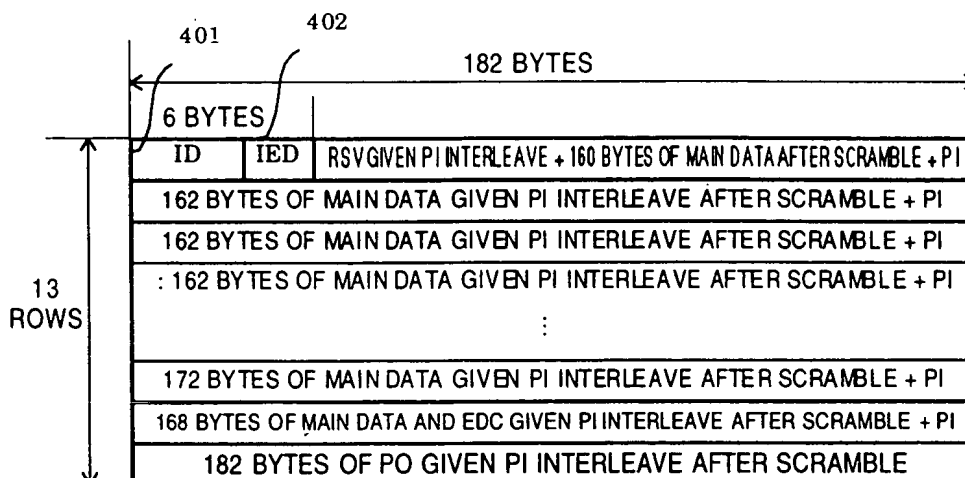 401
402
182 BYTES
6 BYTES
ID IED RSV GIVEN PI INTERLEAVE + 160 BYTES OF MAIN DATA AFTER SCRAMBLE + PI
162 BYTES OF MAIN DATA GIVEN PI INTERLEAVE AFTER SCRAMBLE + PI
162 BYTES OF MAIN DATA GIVEN PI INTERLEAVE AFTER SCRAMBLE + PI
: 162 BYTES OF MAIN DATA GIVEN PI INTERLEAVE AFTER SCRAMBLE + PI
13
ROWS
⋮
172 BYTES OF MAIN DATA GIVEN PI INTERLEAVE AFTER SCRAMBLE + PI
168 BYTES OF MAIN DATA AND EDC GIVEN PI INTERLEAVE AFTER SCRAMBLE + PI
182 BYTES OF PO GIVEN PI INTERLEAVE AFTER SCRAMBLE